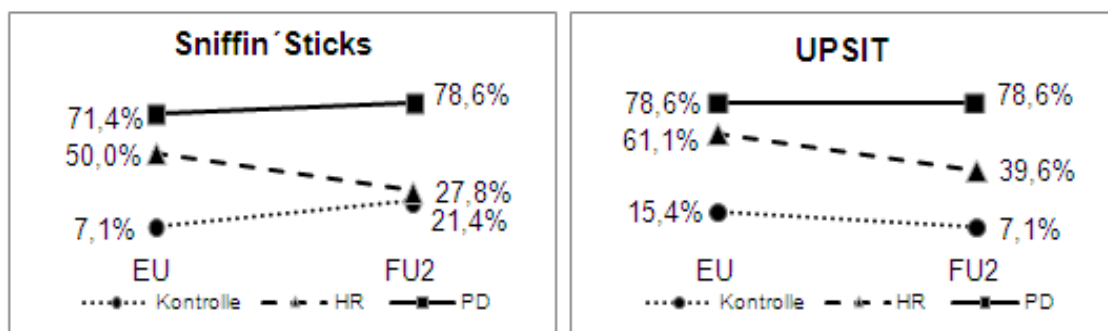 Sniffin´Sticks
71,4%
78,6%
50,0%
27,8%
7,1%
21,4%
EU FU2
Kontrolle HR PD
UPSIT
78,6%
78,6%
61,1%
39,6%
15,4%
7,1%
EU FU2
Kontrolle HR PD